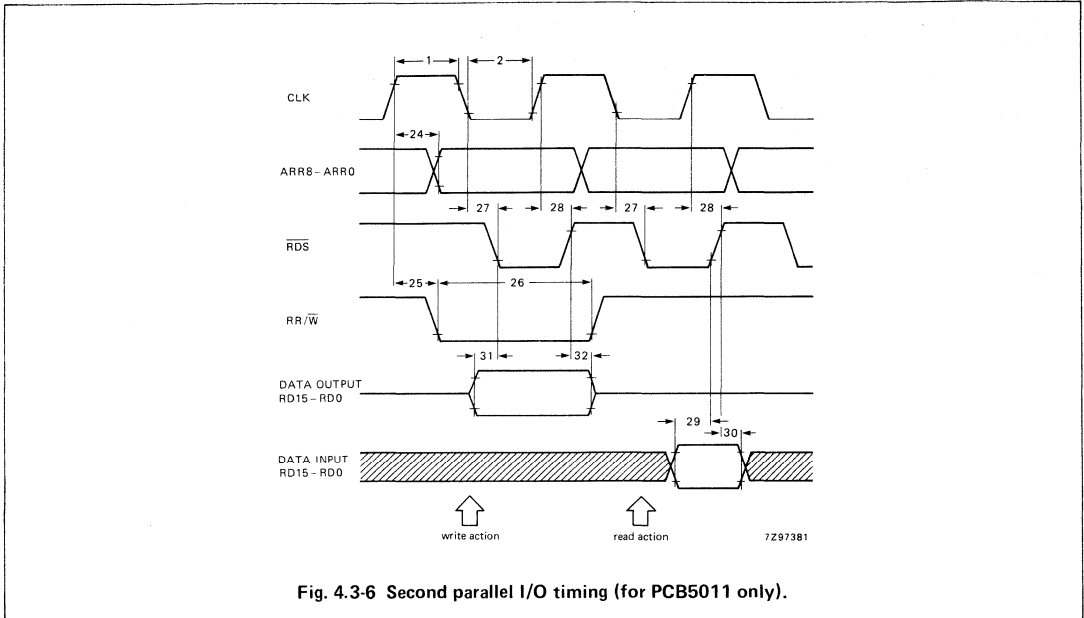 1 2
CLK
24
ARR8–ARR0
27 28 27 28
RDS
25 26
RR/W
31 32
DATA OUTPUT
RD15–RD0
29
30
DATA INPUT
RD15–RD0
write action read action 7Z97381
Fig. 4.3-6 Second parallel I/O timing (for PCB5011 only).